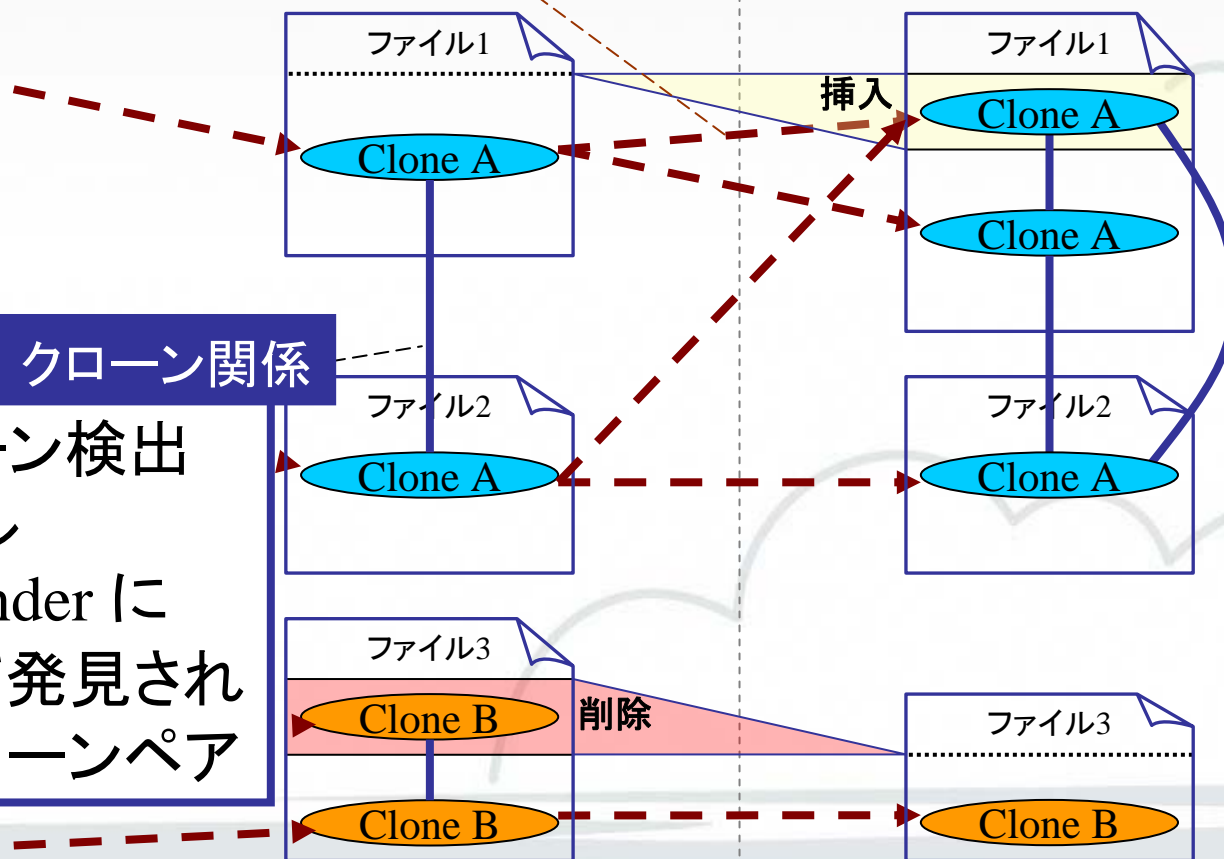 ファイル1
ファイル1
挿入
Clone A
Clone A
Clone A
クローン関係
ファイル2
ファイル2
ーン検出
Clone A
Clone A
nder に
発見され
ーンペア
ファイル3
Clone B
削除
ファイル3
Clone B
Clone B